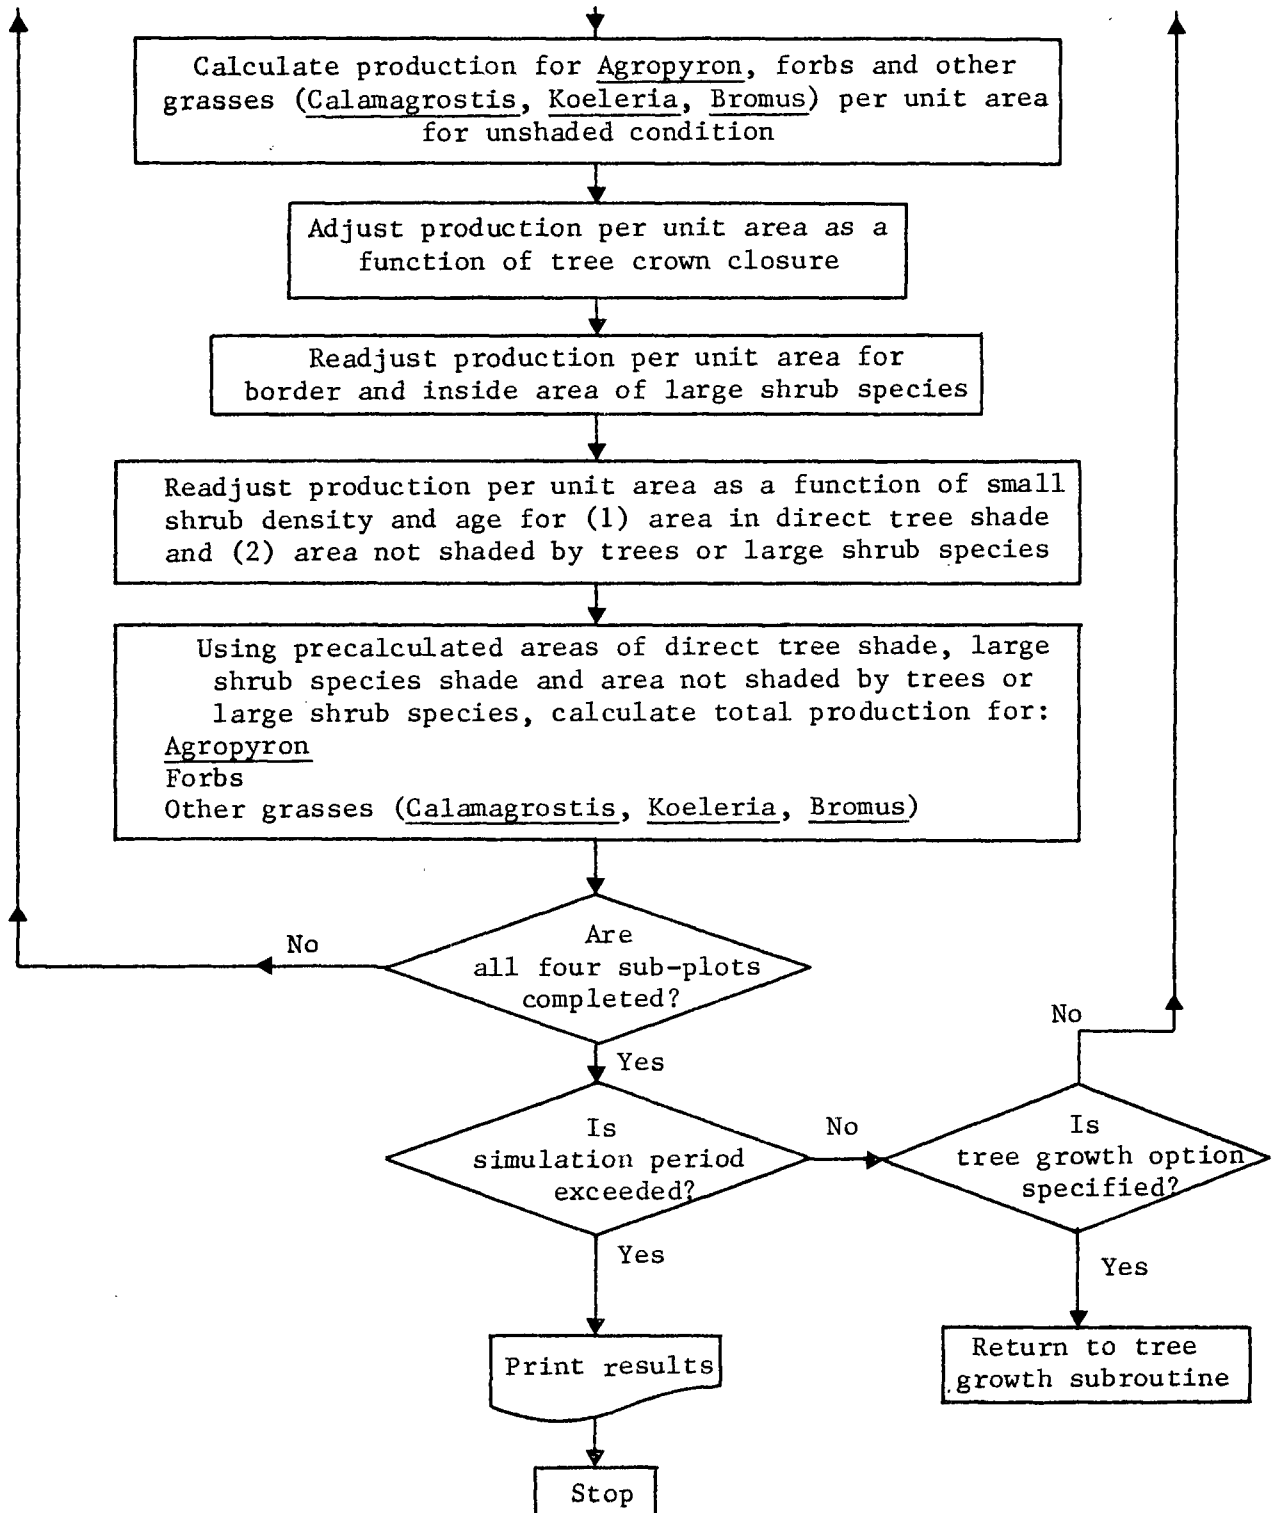 Calculate production for Agropyron, forbs and other
grasses (Calamagrostis, Koeleria, Bromus) per unit area
for unshaded condition
Adjust production per unit area as a
function of tree crown closure
Readjust production per unit area for
border and inside area of large shrub species
Readjust production per unit area as a function of small
shrub density and age for (1) area in direct tree shade
and (2) area not shaded by trees or large shrub species
Using precalculated areas of direct tree shade, large
shrub species shade and area not shaded by trees or
large shrub species, calculate total production for:
Agropyron
Forbs
Other grasses (Calamagrostis, Koeleria, Bromus)
Are
all four sub-plots
completed?
No
Yes
Is
simulation period
exceeded?
No
Is
tree growth option
specified?
No
Yes
Yes
Print results
Return to tree
growth subroutine
Stop